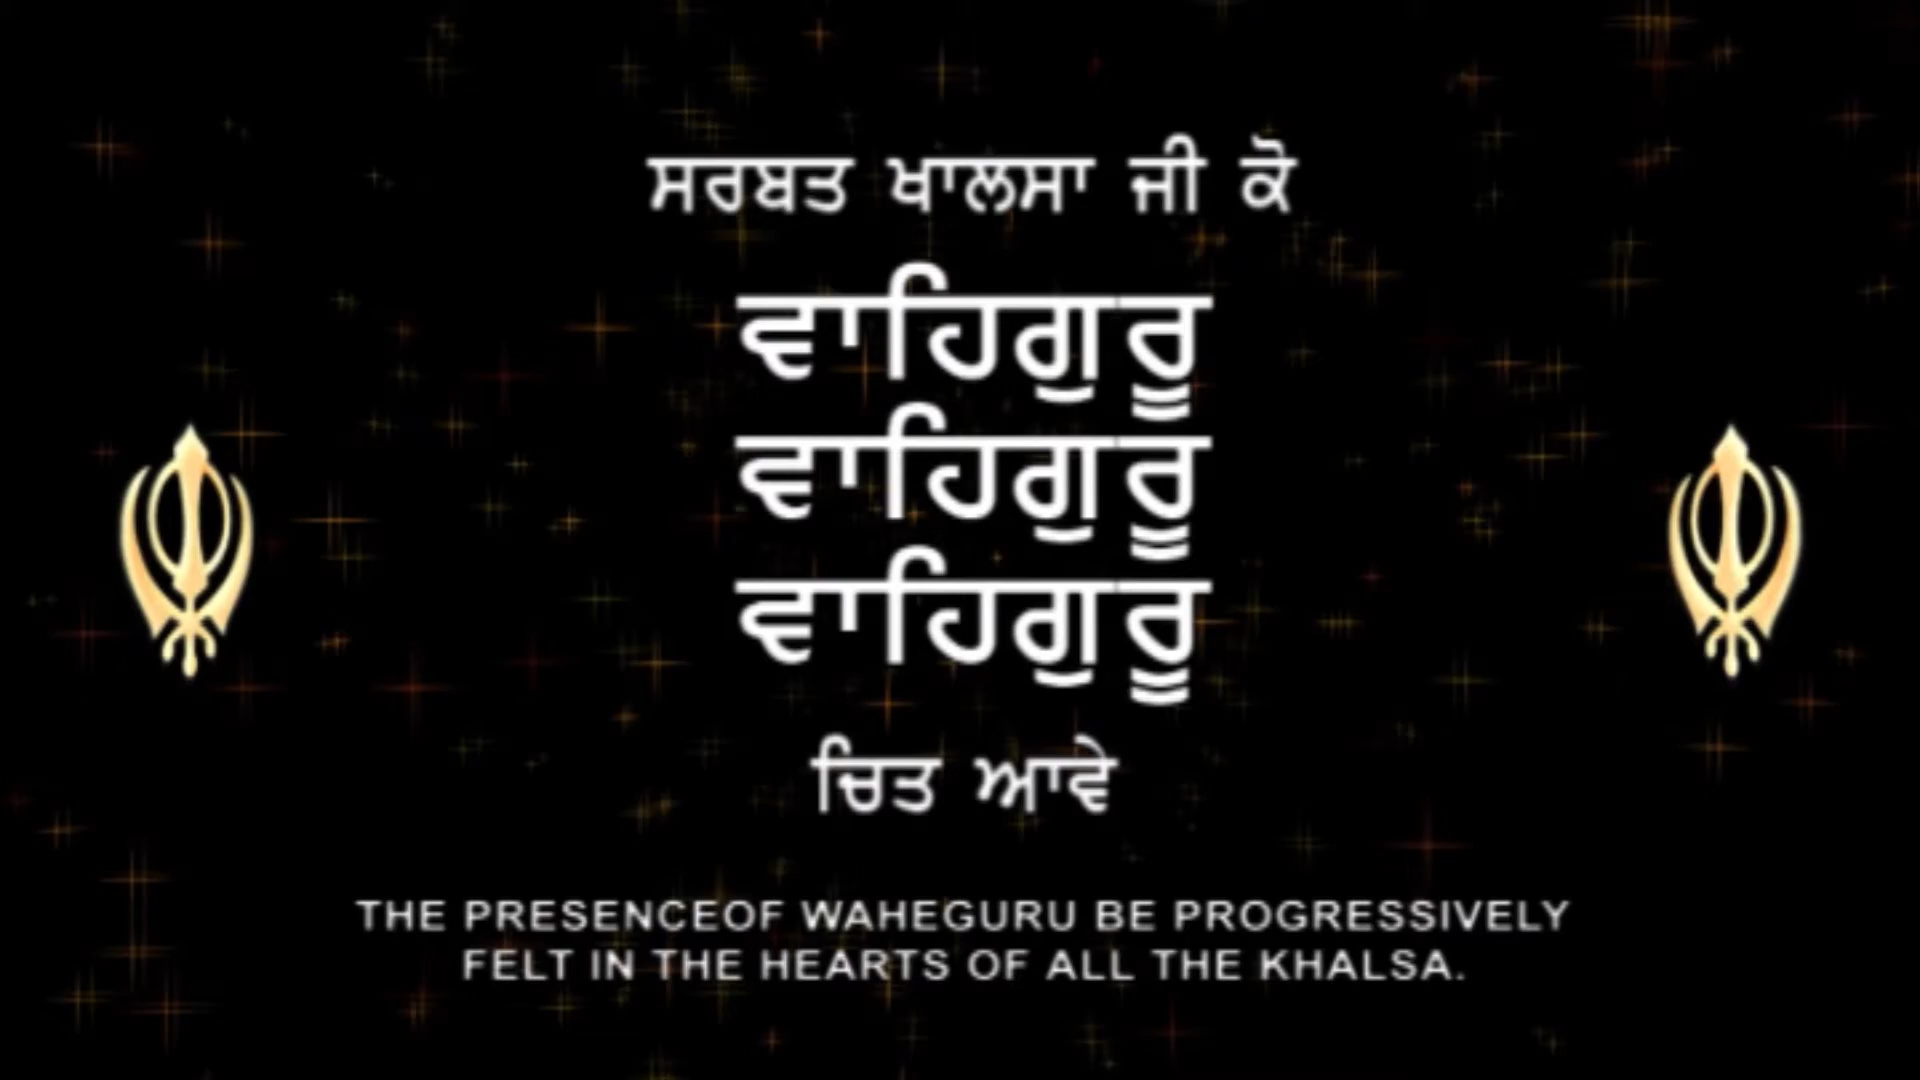 ਸਰਬਤ ਖਾਲਸਾ ਜੀ ਕੋ
ਵਾਹਿਗੁਰੂ
ਵਾਹਿਗੁਰੂ
ਵਾਹਿਗੁਰੂ
ਚਿਤ ਆਵੇ
THE PRESENCEOF WAHEGURU BE PROGRESSIVELY
FELT IN THE HEARTS OF ALL THE KHALSA.